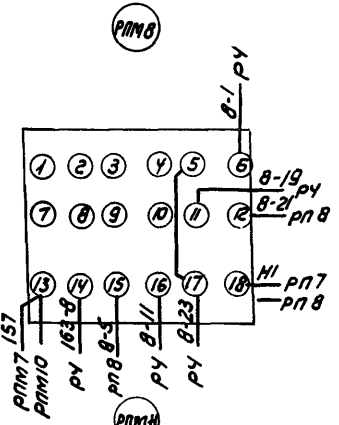 РПМ8
8-1 РУ
1 2 3 4 5 6
8-19 РУ
7 8 9 10 11 12 8-21 РП8
13 14 15 16 17 18 Н1 РП7
РП8
157 РПМ7
РПМ10
163-8 РУ
8-5 РП8
8-11 РУ
8-23 РУ